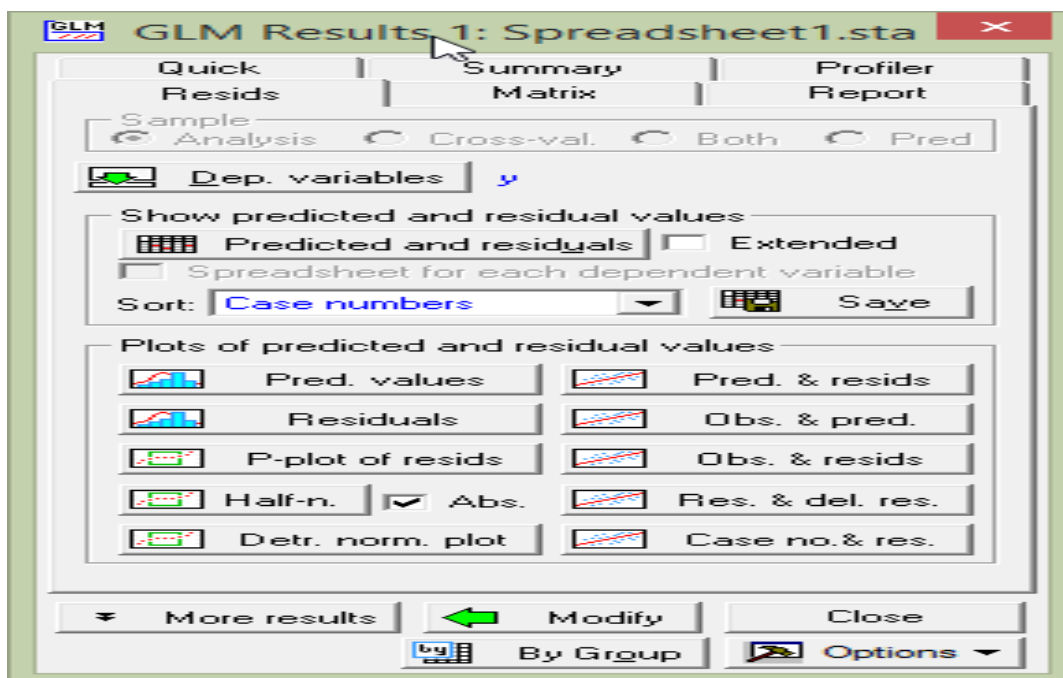 GLM GLM Results 1: Spreadsheet1.sta
Quick Summary Profiler
Resids Matrix Report
Sample
Analysis Cross-val. Both Pred
Dep. variables y
Show predicted and residual values
Predicted and residuals Extended
Spreadsheet for each dependent variable
Sort: Case numbers Save
Plots of predicted and residual values
Pred. values Pred. & resids
Residuals Obs. & pred.
P-plot of resids Obs. & resids
Half-n. Abs. Res. & del. res.
Detr. norm. plot Case no.& res.
More results Modify Close
by By Group Options